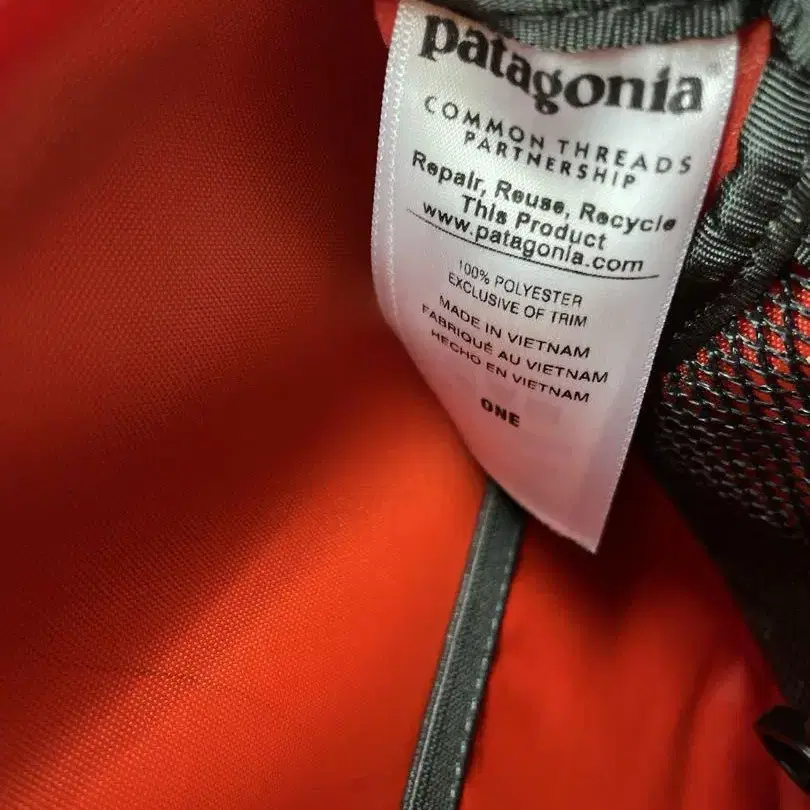 patagonia
COMMON THREADS
PARTNERSHIP
Repair, Reuse, Recycle
This Product
www.patagonia.com
100% POLYESTER
EXCLUSIVE OF TRIM
MADE IN VIETNAM
FABRIQUÉ AU VIETNAM
HECHO EN VIETNAM
ONE